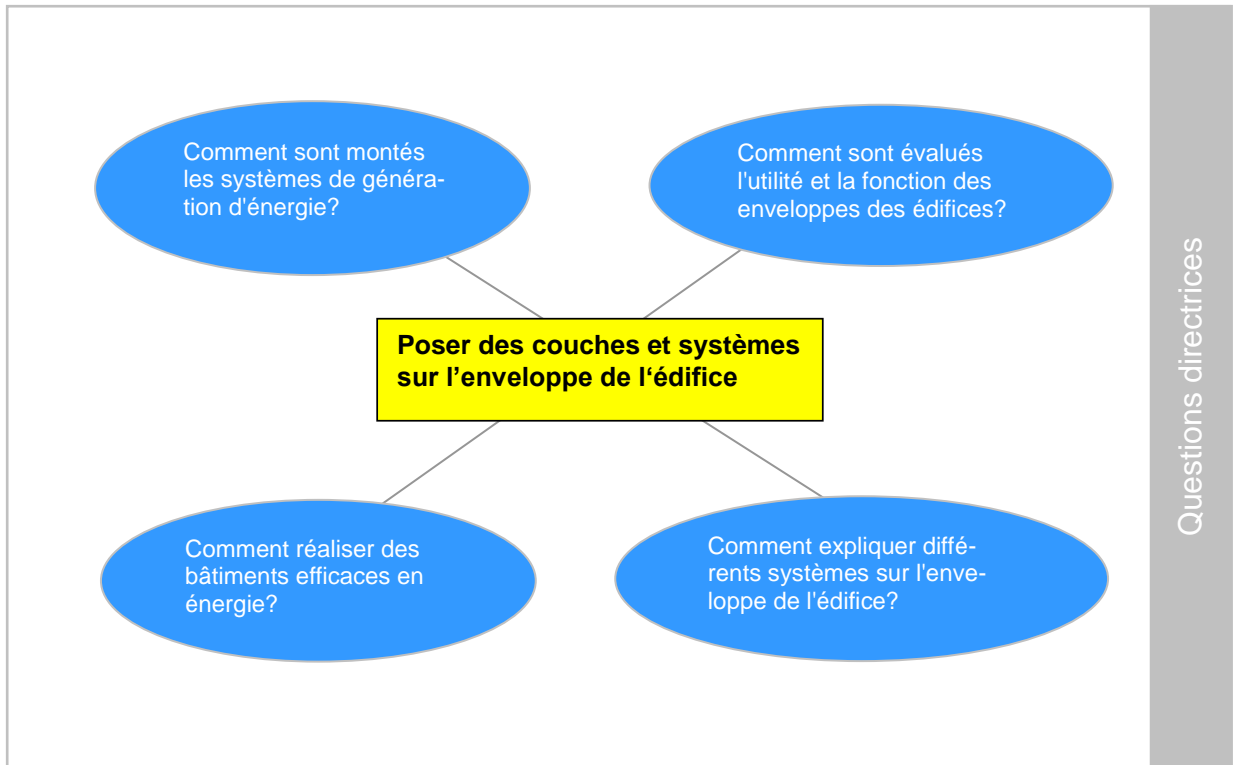 Comment sont montés
les systèmes de généra-
tion d'énergie?
Comment sont évalués
l'utilité et la fonction des
enveloppes des édifices?
Poser des couches et systèmes
sur l’enveloppe de l‘édifice
Comment réaliser des
bâtiments efficaces en
énergie?
Comment expliquer diffé-
rents systèmes sur l'enve-
loppe de l'édifice?
Questions directrices